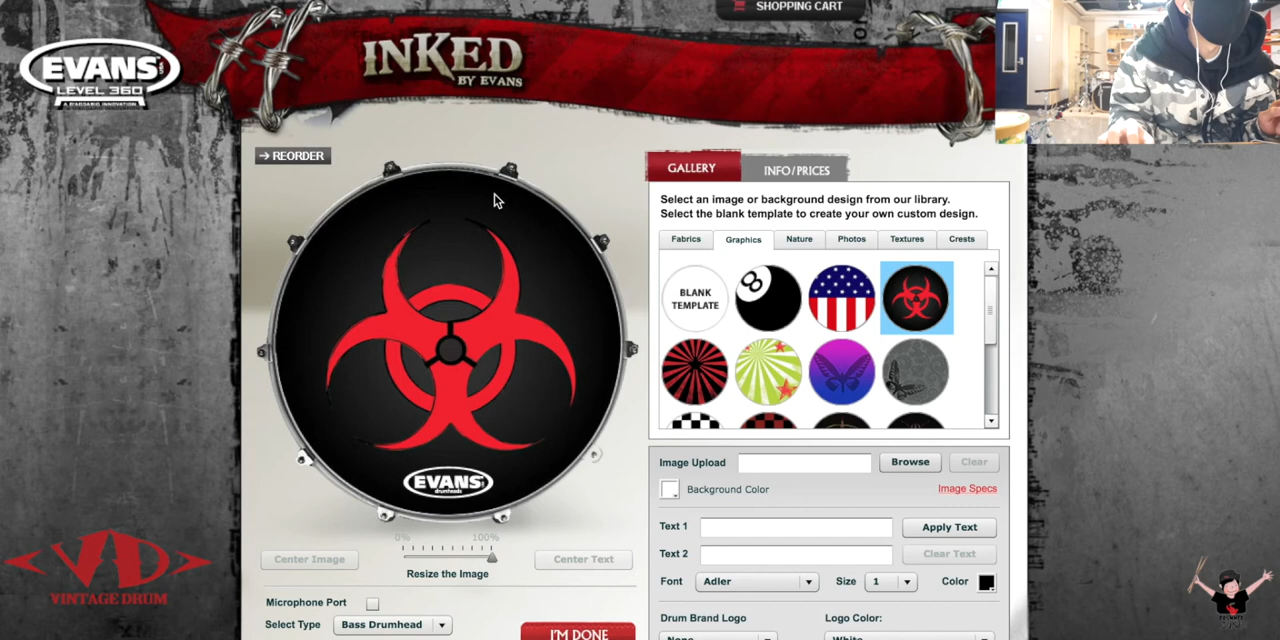 SHOPPING CART
EVANS
LEVEL 360
A D'ADDARIO INNOVATION
INKED
BY EVANS
REORDER
GALLERY
INFO/PRICES
Select an image or background design from our library.
Select the blank template to create your own custom design.
Fabrics
Graphics
Nature
Photos
Textures
Crests
BLANK
TEMPLATE
8
EVANS
drumheads
Image Upload
Browse
Clear
Background Color
Image Specs
Text 1
Apply Text
Text 2
Clear Text
Font
Adler
Size
1
Color
0%
100%
Center Image
Center Text
Resize the Image
Microphone Port
Select Type
Bass Drumhead
I'M DONE
Drum Brand Logo
Logo Color:
None
White
VD
VINTAGE DRUM